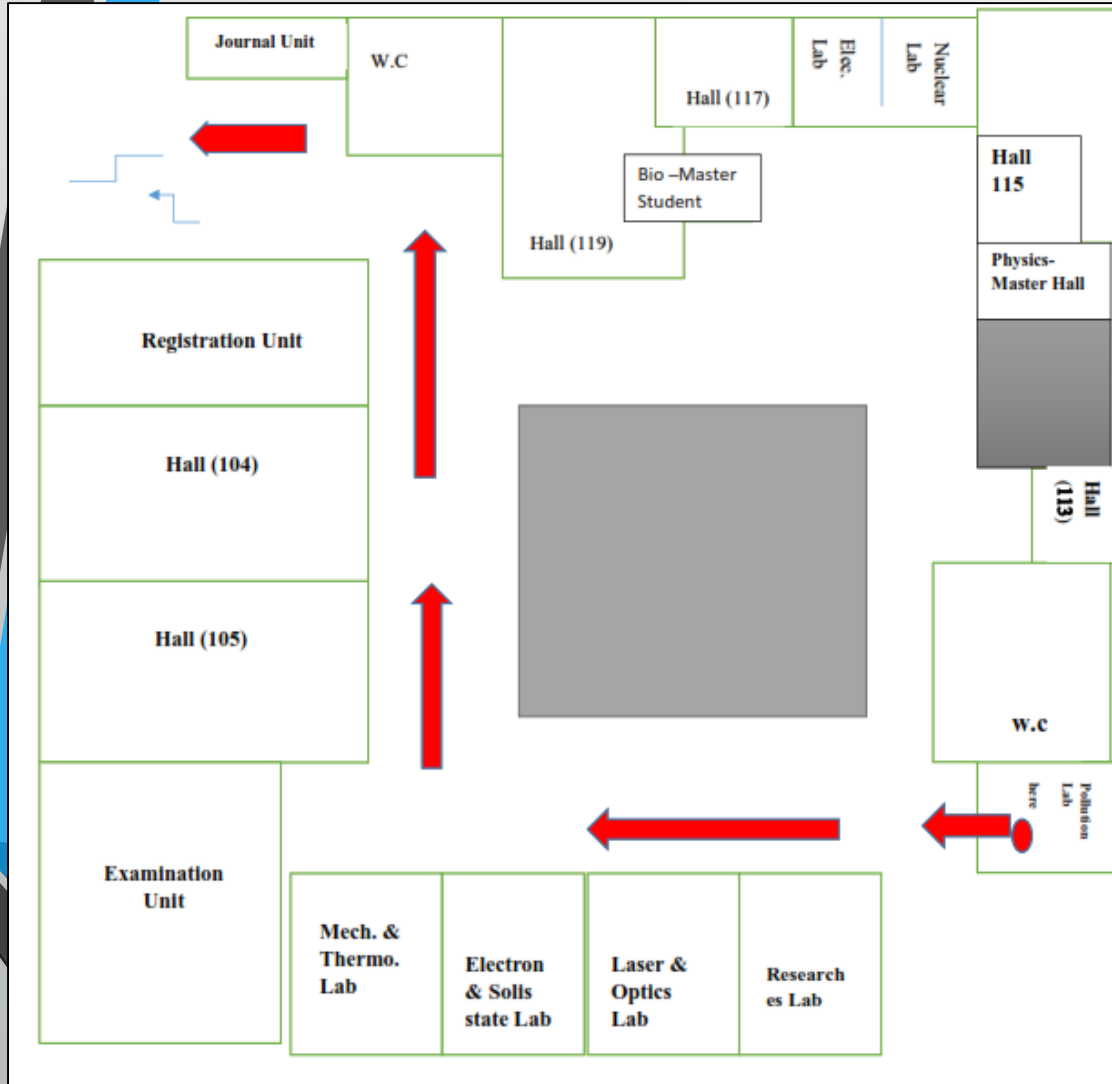 Journal Unit
W.C
Hall (117)
Elec.
Lab
Nuclear
Lab
Hall
115
Bio –Master
Student
Hall (119)
Physics-
Master Hall
Registration Unit
Hall (104)
Hall
(113)
Hall (105)
w.c
Pollution
Lab
here
Examination
Unit
Mech. &
Thermo.
Lab
Electron
& Solis
state Lab
Laser &
Optics
Lab
Research
es Lab